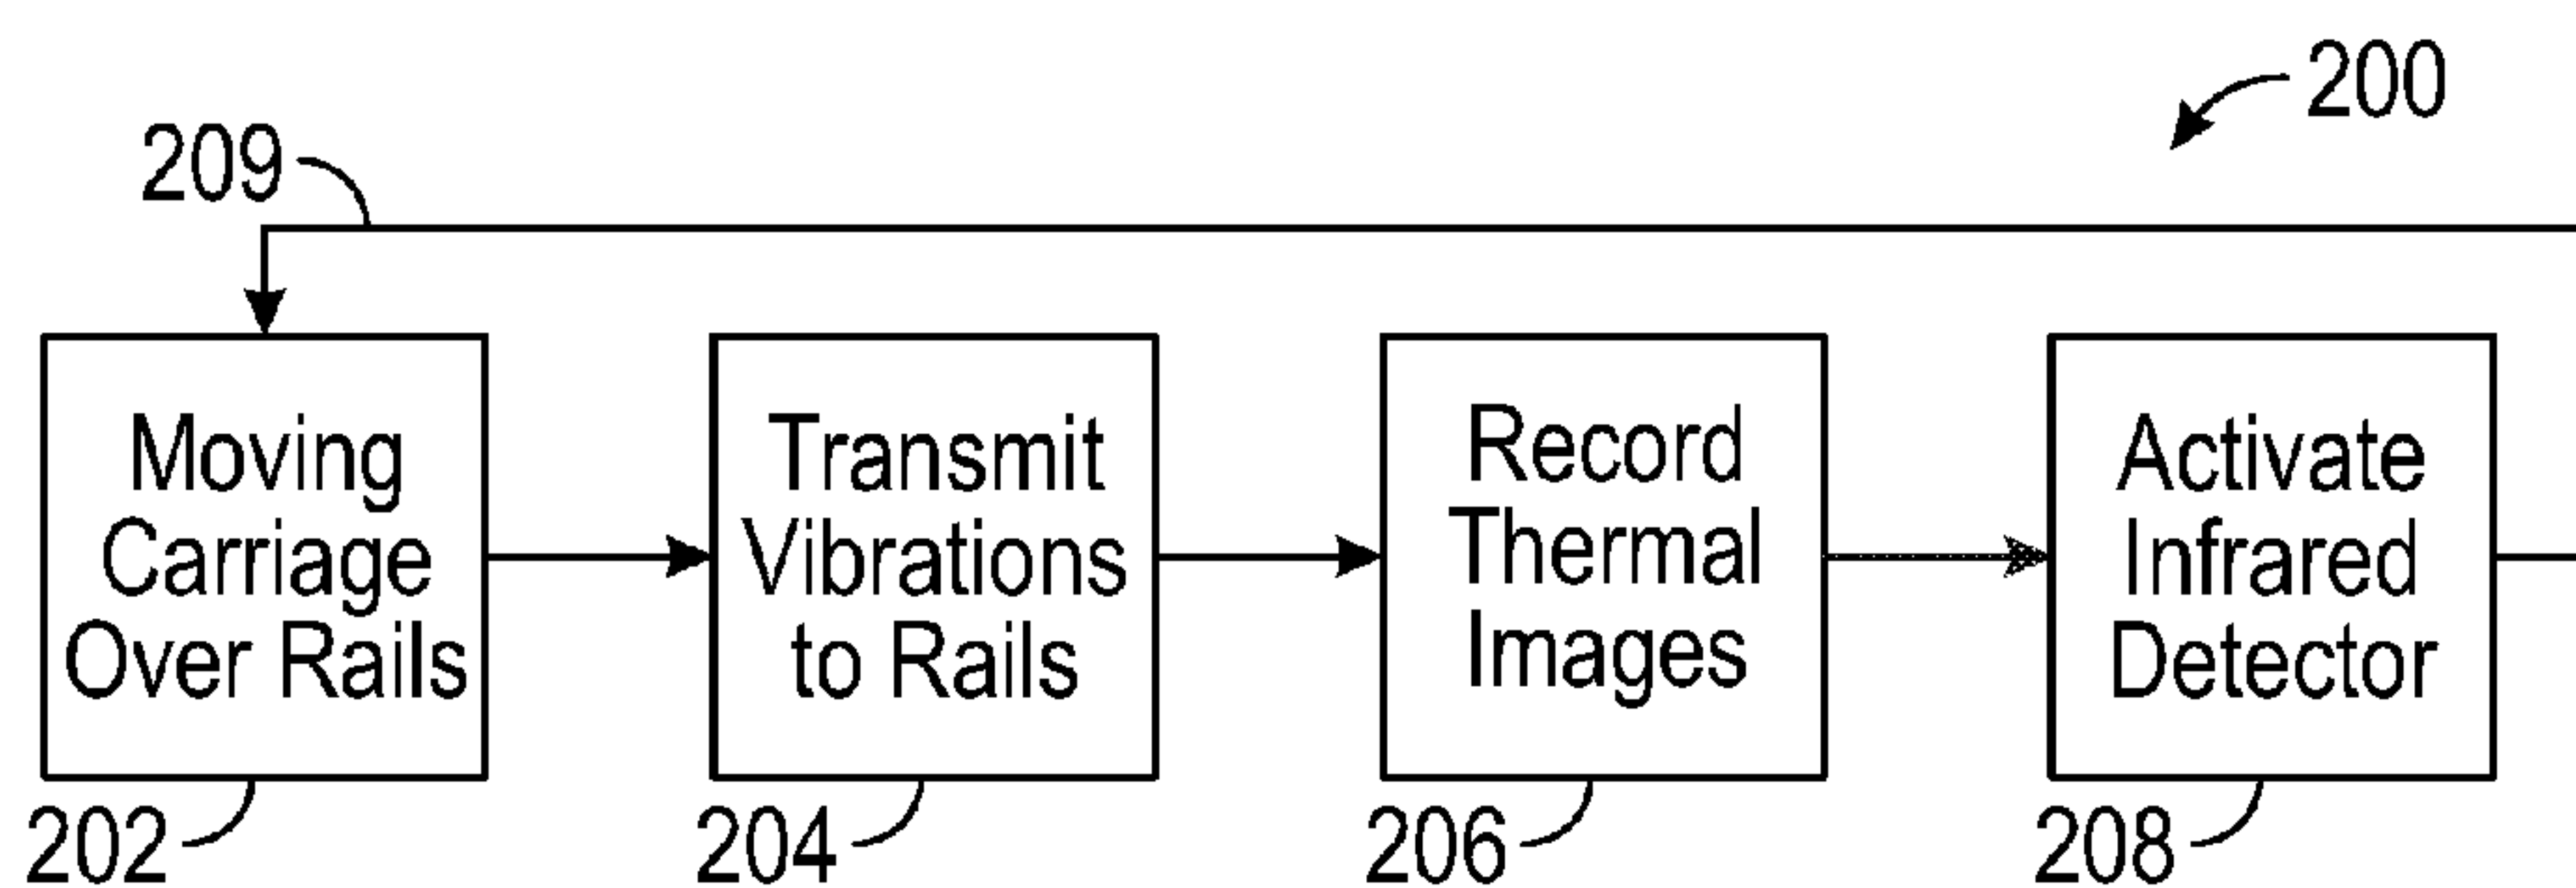 200
209
Moving
Carriage
Over Rails
Transmit
Vibrations
to Rails
Record
Thermal
Images
Activate
Infrared
Detector
202
204
206
208